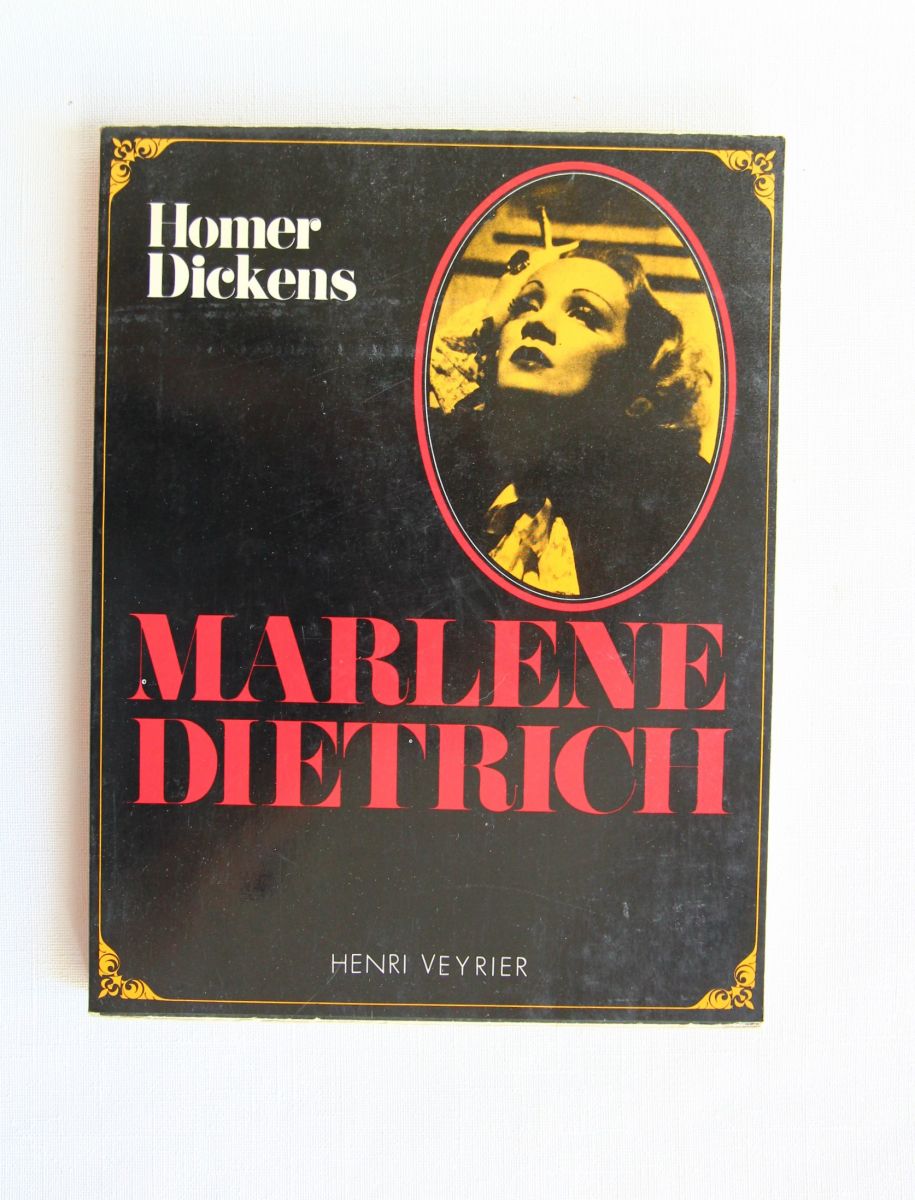 Homer
Dickens
MARLENE
DIETRICH
HENRI VEYRIER